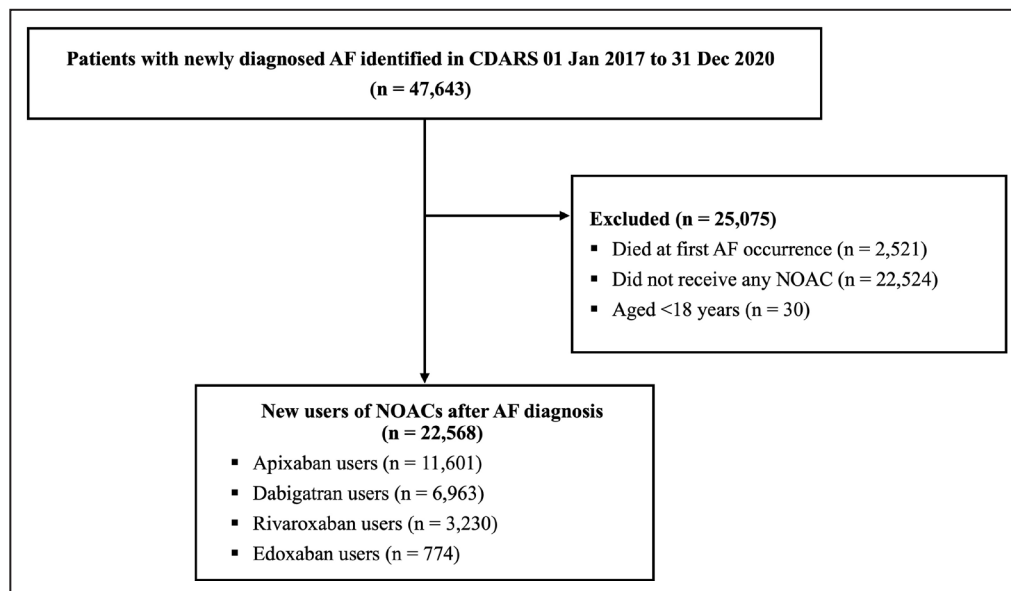 Patients with newly diagnosed AF identified in CDARS 01 Jan 2017 to 31 Dec 2020
(n = 47,643)
Excluded (n = 25,075)
▪ Died at first AF occurrence (n = 2,521)
▪ Did not receive any NOAC (n = 22,524)
▪ Aged <18 years (n = 30)
New users of NOACs after AF diagnosis
(n = 22,568)
▪ Apixaban users (n = 11,601)
▪ Dabigatran users (n = 6,963)
▪ Rivaroxaban users (n = 3,230)
▪ Edoxaban users (n = 774)